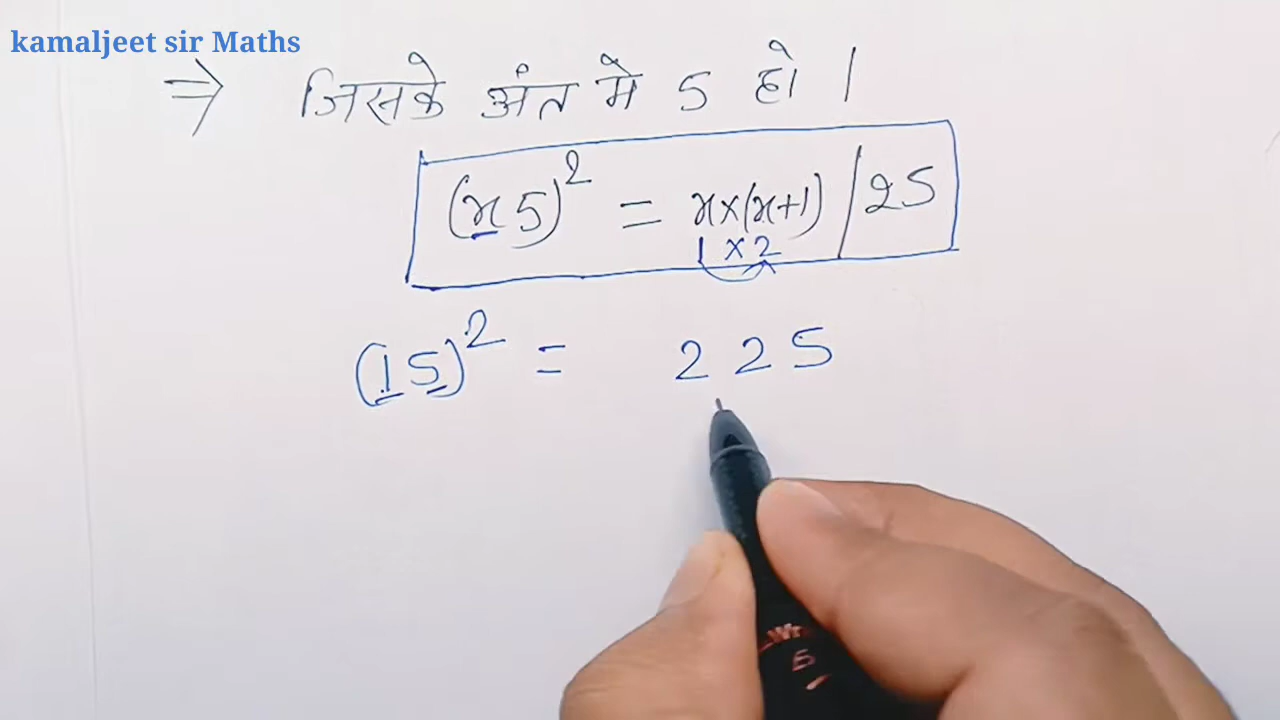 kamaljeet sir Maths
⇒ जिसके अंत मे 5 हो |
(x5)² = x×(x+1) / 25
1 × 2
(15)² = 225